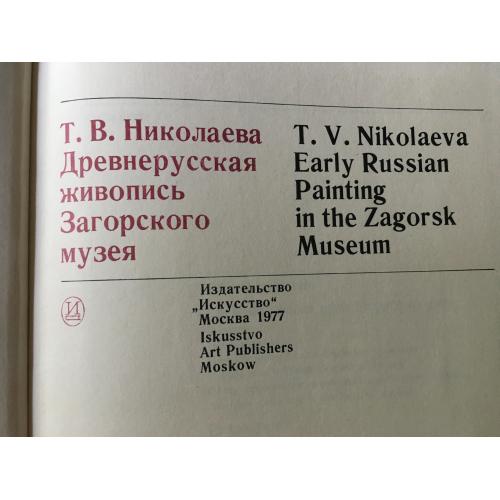 Т. В. Николаева
Древнерусская
живопись
Загорского
музея
T. V. Nikolaeva
Early Russian
Painting
in the Zagorsk
Museum
И
Издательство
„Искусство“
Москва 1977
Iskusstvo
Art Publishers
Moskow